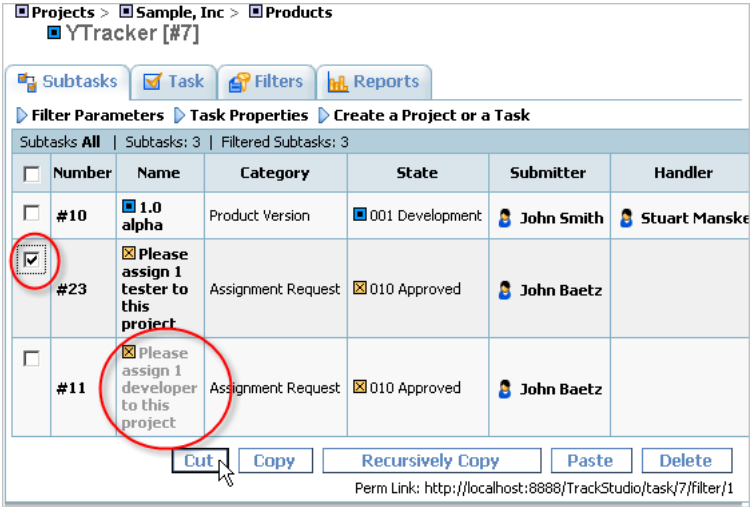 Projects > Sample, Inc > Products
YTracker [#7]
Subtasks Task Filters Reports
Filter Parameters Task Properties Create a Project or a Task
Subtasks All | Subtasks: 3 | Filtered Subtasks: 3
Number Name Category State Submitter Handler
#10 1.0 alpha Product Version 001 Development John Smith Stuart Manske
#23 Please assign 1 tester to this project Assignment Request 010 Approved John Baetz
#11 Please assign 1 developer to this project Assignment Request 010 Approved John Baetz
Cut Copy Recursively Copy Paste Delete
Perm Link: http://localhost:8888/TrackStudio/task/7/filter/1